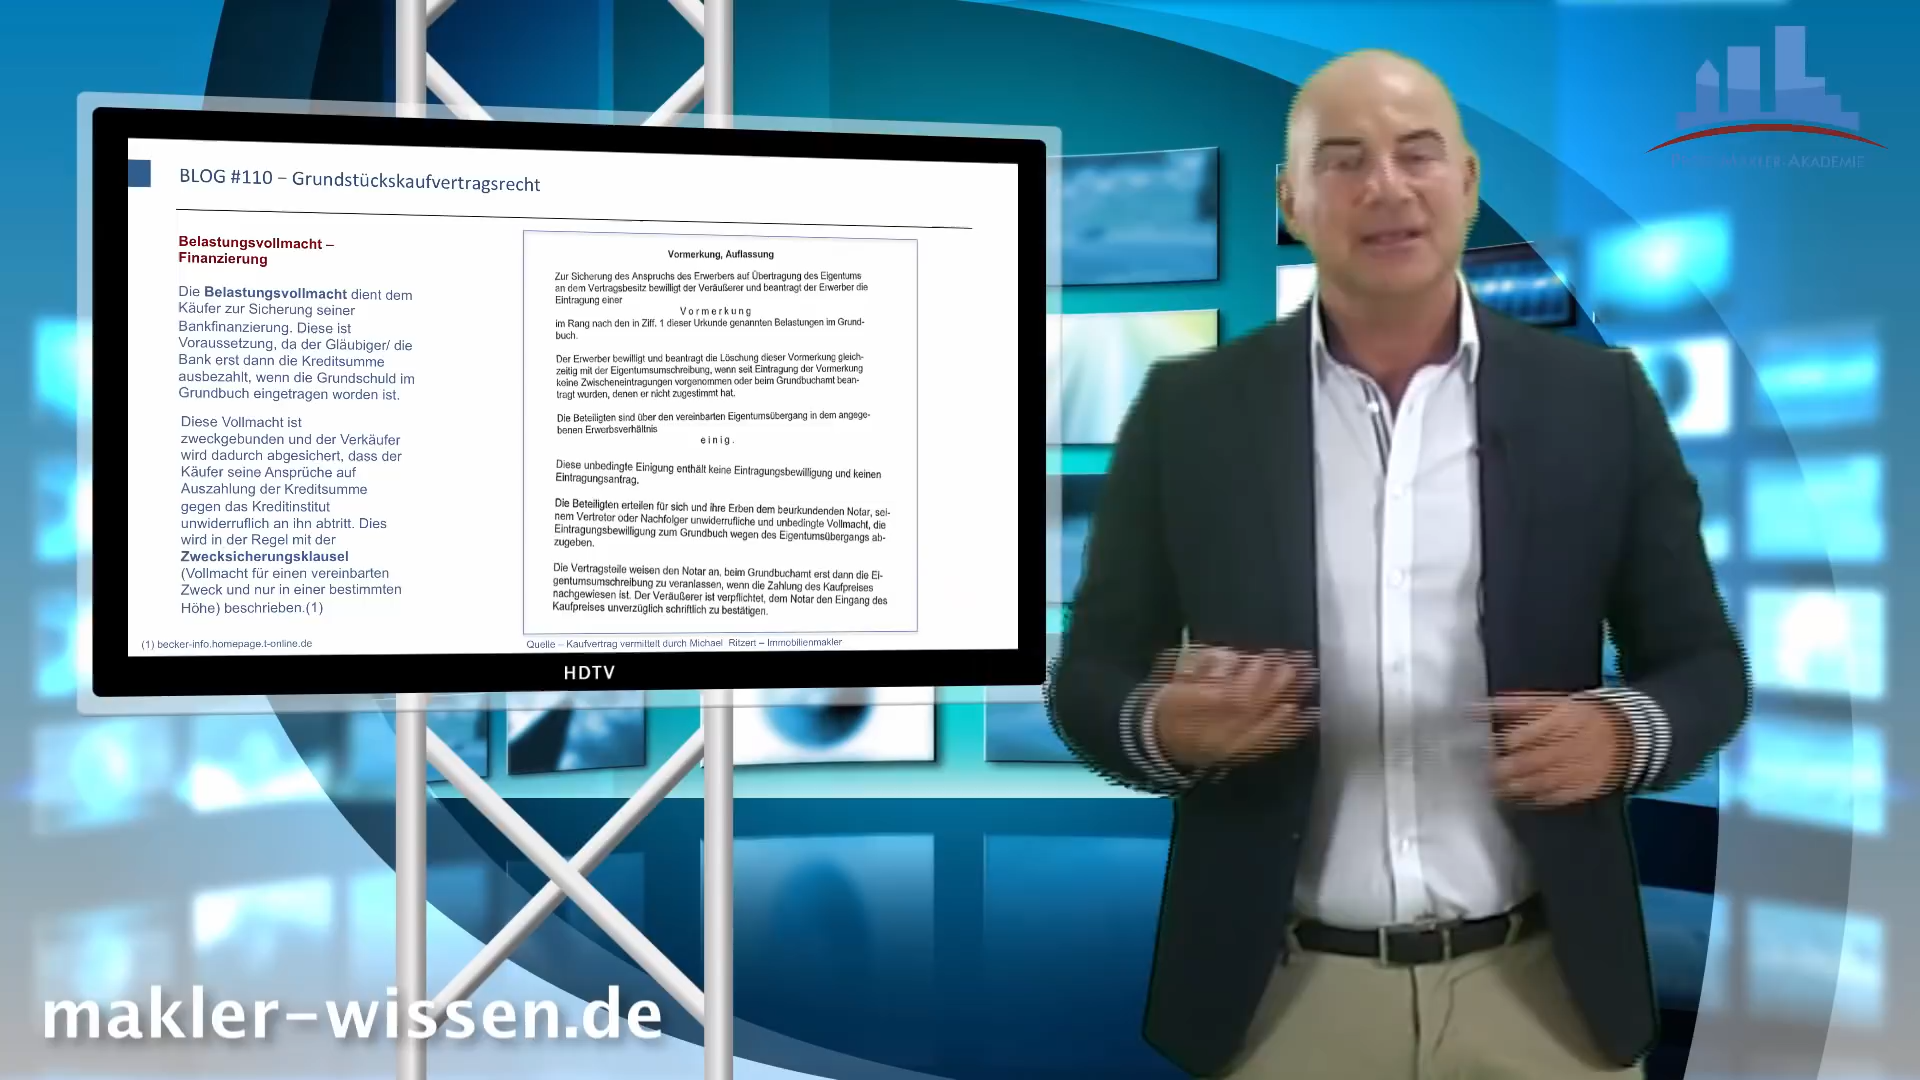 PROFI-MAKLER-AKADEMIE
BLOG #110 – Grundstückskaufvertragsrecht
Belastungsvollmacht –
Finanzierung
Die Belastungsvollmacht dient dem
Käufer zur Sicherung seiner
Bankfinanzierung. Diese ist
Voraussetzung, da der Gläubiger/ die
Bank erst dann die Kreditsumme
ausbezahlt, wenn die Grundschuld im
Grundbuch eingetragen worden ist.
Diese Vollmacht ist
zweckgebunden und der Verkäufer
wird dadurch abgesichert, dass der
Käufer seine Ansprüche auf
Auszahlung der Kreditsumme
gegen das Kreditinstitut
unwiderruflich an ihn abtritt. Dies
wird in der Regel mit der
Zwecksicherungsklausel
(Vollmacht für einen vereinbarten
Zweck und nur in einer bestimmten
Höhe) beschrieben.(1)
(1) becker-info.homepage.t-online.de
Vormerkung, Auflassung
Zur Sicherung des Anspruchs des Erwerbers auf Übertragung des Eigentums
an dem Vertragsbesitz bewilligt der Veräußerer und beantragt der Erwerber die
Eintragung einer
Vormerkung
im Rang nach den in Ziff. 1 dieser Urkunde genannten Belastungen im Grund-
buch.
Der Erwerber bewilligt und beantragt die Löschung dieser Vormerkung gleich-
zeitig mit der Eigentumsumschreibung, wenn seit Eintragung der Vormerkung
keine Zwischeneintragungen vorgenommen oder beim Grundbuchamt bean-
tragt wurden, denen er nicht zugestimmt hat.
Die Beteiligten sind über den vereinbarten Eigentumsübergang in dem angege-
benen Erwerbsverhältnis
einig.
Diese unbedingte Einigung enthält keine Eintragungsbewilligung und keinen
Eintragungsantrag.
Die Beteiligten erteilen für sich und ihre Erben dem beurkundenden Notar, sei-
nem Vertreter oder Nachfolger unwiderrufliche und unbedingte Vollmacht, die
Eintragungsbewilligung zum Grundbuch wegen des Eigentumsübergangs ab-
zugeben.
Die Vertragsteile weisen den Notar an, beim Grundbuchamt erst dann die Ei-
gentumsumschreibung zu veranlassen, wenn die Zahlung des Kaufpreises
nachgewiesen ist. Der Veräußerer ist verpflichtet, dem Notar den Eingang des
Kaufpreises unverzüglich schriftlich zu bestätigen.
Quelle – Kaufvertrag vermittelt durch Michael Ritzert – Immobilienmakler
HDTV
makler-wissen.de